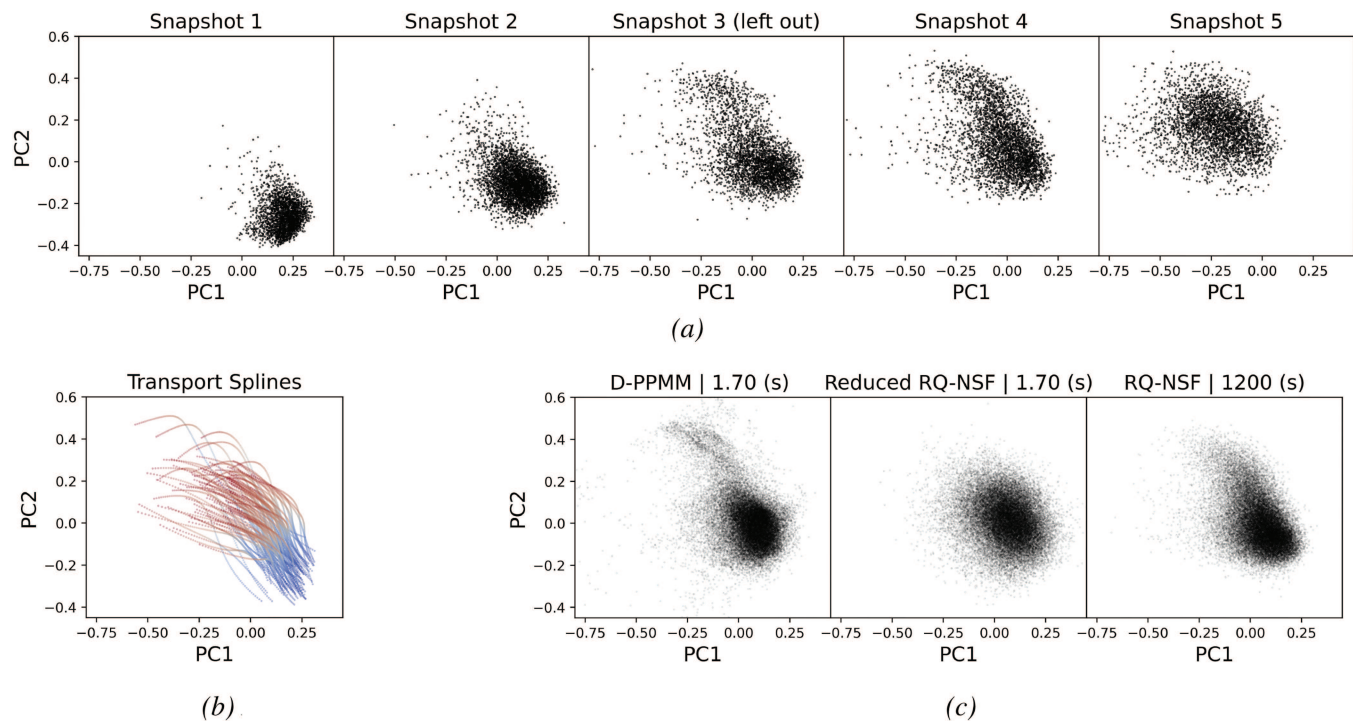 Snapshot 1 Snapshot 2 Snapshot 3 (left out) Snapshot 4 Snapshot 5
0.6
0.4
0.2
0.0
−0.2
−0.4
PC2
−0.75 −0.50 −0.25 0.00 0.25 −0.75 −0.50 −0.25 0.00 0.25 −0.75 −0.50 −0.25 0.00 0.25 −0.75 −0.50 −0.25 0.00 0.25 −0.75 −0.50 −0.25 0.00 0.25
PC1 PC1 PC1 PC1 PC1
(a)
Transport Splines
0.6
0.4
0.2
0.0
−0.2
−0.4
PC2
−0.75 −0.50 −0.25 0.00 0.25
PC1
(b)
D-PPMM | 1.70 (s) Reduced RQ-NSF | 1.70 (s) RQ-NSF | 1200 (s)
0.6
0.4
0.2
0.0
−0.2
−0.4
PC2
−0.75 −0.50 −0.25 0.00 0.25 −0.75 −0.50 −0.25 0.00 0.25 −0.75 −0.50 −0.25 0.00 0.25
PC1 PC1 PC1
(c)